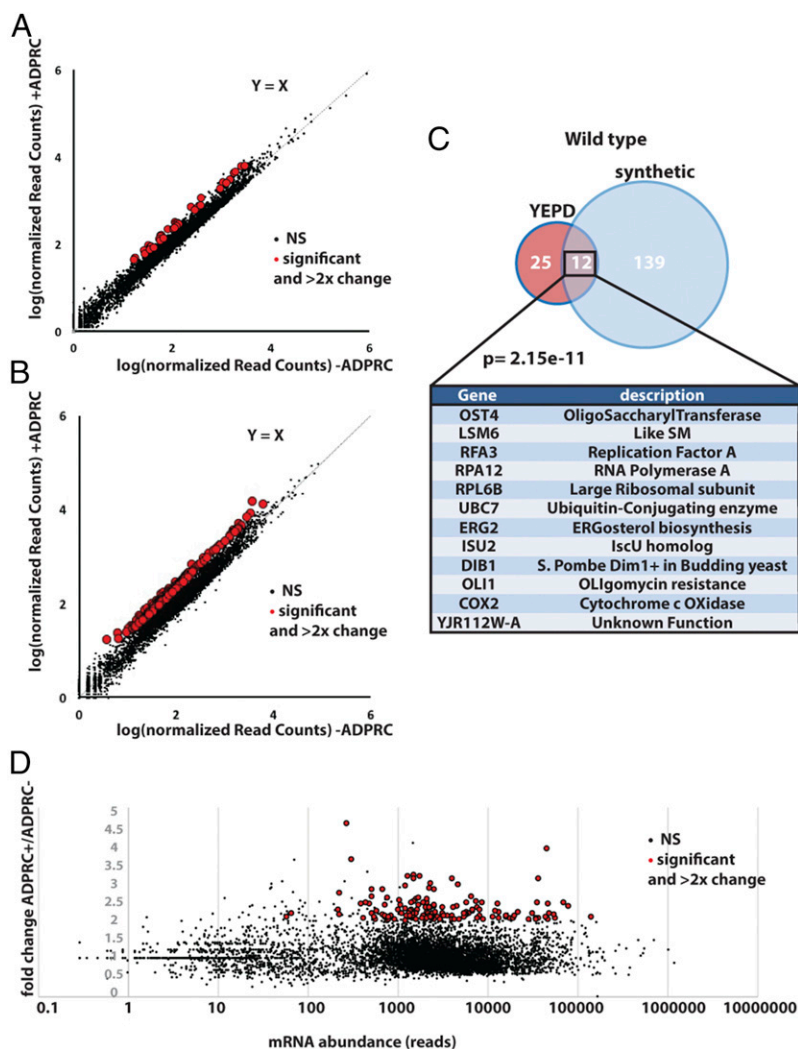 A
log(normalized Read Counts) +ADPRC
6
4
2
0
Y = X
• NS
• significant
and >2x change
0 2 4 6
log(normalized Read Counts) -ADPRC
B
log(normalized Read Counts) +ADPRC
6
4
2
0
Y = X
• NS
• significant
and >2x change
0 2 4 6
log(normalized Read Counts) -ADPRC
C
Wild type
synthetic
YEPD
25 12 139
p= 2.15e-11
Gene description
OST4 OligoSaccharylTransferase
LSM6 Like SM
RFA3 Replication Factor A
RPA12 RNA Polymerase A
RPL6B Large Ribosomal subunit
UBC7 Ubiquitin-Conjugating enzyme
ERG2 ERGosterol biosynthesis
ISU2 IscU homolog
DIB1 S. Pombe Dim1+ in Budding yeast
OLI1 OLIgomycin resistance
COX2 Cytochrome c OXidase
YJR112W-A Unknown Function
D
fold change ADPRC+/ADPRC-
5
4.5
4
3.5
3
2.5
2
1.5
1
0.5
0
• NS
• significant
and >2x change
0.1 1 10 100 1000 10000 100000 1000000 10000000
mRNA abundance (reads)